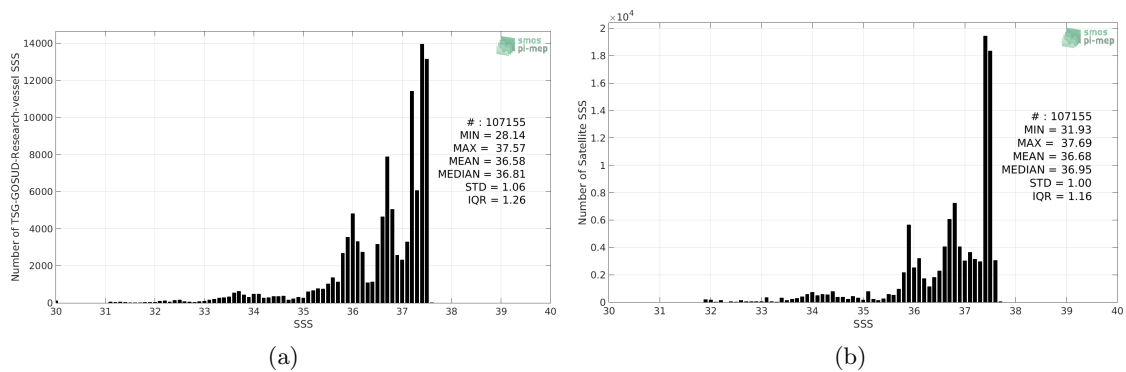 smos
pi-mep
14000
12000
10000
8000
6000
4000
2000
0
Number of TSG-GOSUD-Research-vessel SSS
# : 107155
MIN = 28.14
MAX = 37.57
MEAN = 36.58
MEDIAN = 36.81
STD = 1.06
IQR = 1.26
30 31 32 33 34 35 36 37 38 39 40
SSS
(a)
×10⁴
smos
pi-mep
2
1.8
1.6
1.4
1.2
1
0.8
0.6
0.4
0.2
0
Number of Satellite SSS
# : 107155
MIN = 31.93
MAX = 37.69
MEAN = 36.68
MEDIAN = 36.95
STD = 1.00
IQR = 1.16
30 31 32 33 34 35 36 37 38 39 40
SSS
(b)